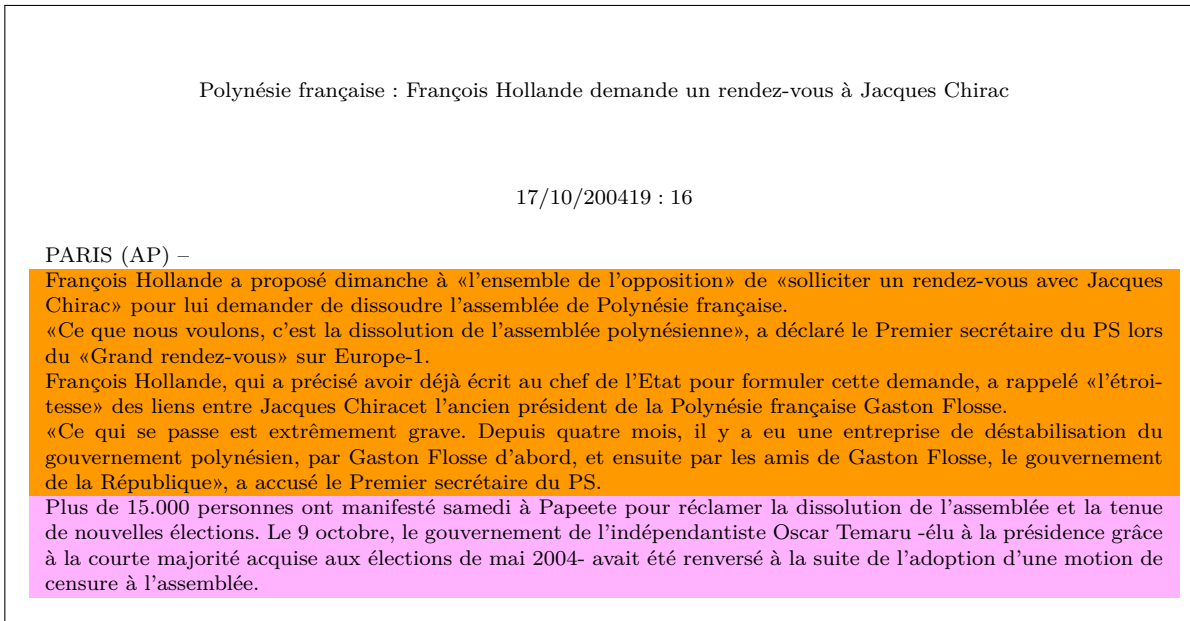 Polynésie française : François Hollande demande un rendez-vous à Jacques Chirac
17/10/200419 : 16
PARIS (AP) –
François Hollande a proposé dimanche à «l'ensemble de l'opposition» de «solliciter un rendez-vous avec Jacques
Chirac» pour lui demander de dissoudre l'assemblée de Polynésie française.
«Ce que nous voulons, c'est la dissolution de l'assemblée polynésienne», a déclaré le Premier secrétaire du PS lors
du «Grand rendez-vous» sur Europe-1.
François Hollande, qui a précisé avoir déjà écrit au chef de l'Etat pour formuler cette demande, a rappelé «l'étroi-
tesse» des liens entre Jacques Chiracet l'ancien président de la Polynésie française Gaston Flosse.
«Ce qui se passe est extrêmement grave. Depuis quatre mois, il y a eu une entreprise de déstabilisation du
gouvernement polynésien, par Gaston Flosse d'abord, et ensuite par les amis de Gaston Flosse, le gouvernement
de la République», a accusé le Premier secrétaire du PS.
Plus de 15.000 personnes ont manifesté samedi à Papeete pour réclamer la dissolution de l'assemblée et la tenue
de nouvelles élections. Le 9 octobre, le gouvernement de l'indépendantiste Oscar Temaru -élu à la présidence grâce
à la courte majorité acquise aux élections de mai 2004- avait été renversé à la suite de l'adoption d'une motion de
censure à l'assemblée.